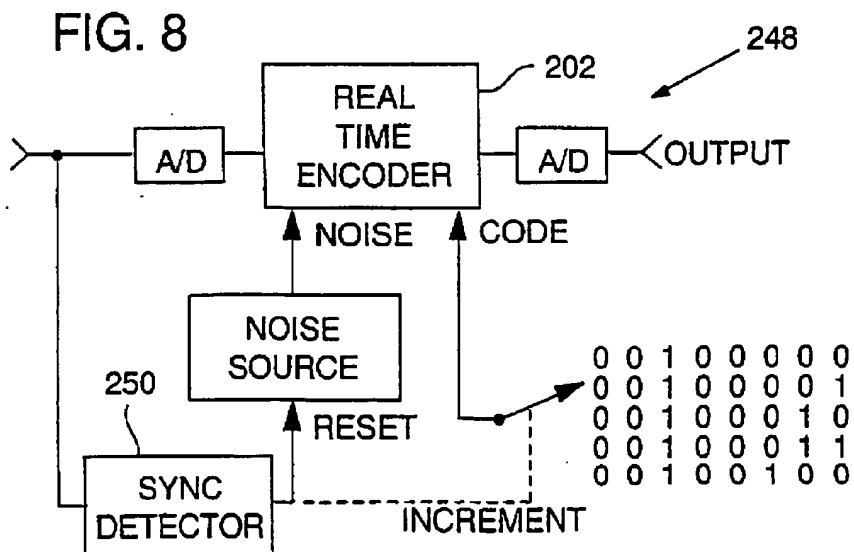 FIG. 8
202
248
REAL
TIME
ENCODER
A/D
A/D
OUTPUT
NOISE
CODE
NOISE
SOURCE
250
RESET
SYNC
DETECTOR
INCREMENT
0 0 1 0 0 0 0 0
0 0 1 0 0 0 0 1
0 0 1 0 0 0 1 0
0 0 1 0 0 0 1 1
0 0 1 0 0 1 0 0